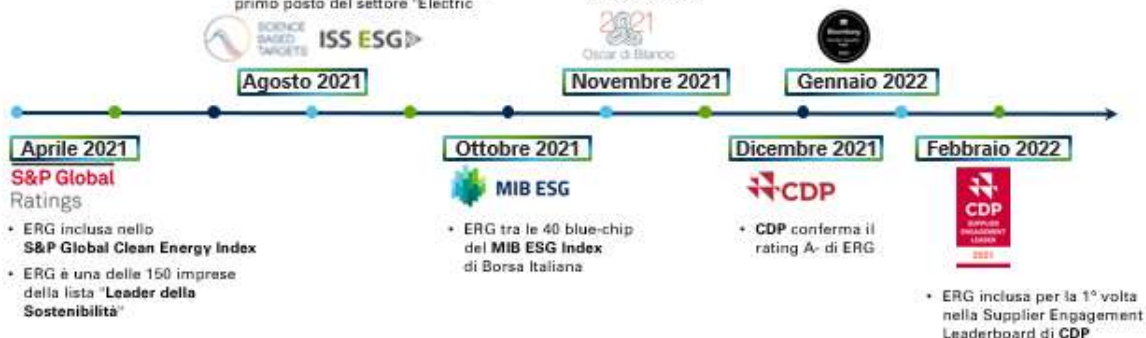 primo posto del settore "Electric
SCIENCE
BASED
TARGETS
ISS ESG
2021
Oscar di Bilancio
Bloomberg
Agosto 2021
Novembre 2021
Gennaio 2022
Aprile 2021
Ottobre 2021
Dicembre 2021
Febbraio 2022
S&P Global
Ratings
• ERG inclusa nello
S&P Global Clean Energy Index
• ERG è una delle 150 imprese
della lista "Leader della
Sostenibilità"
MIB ESG
• ERG tra le 40 blue-chip
del MIB ESG Index
di Borsa Italiana
CDP
• CDP conferma il
rating A- di ERG
CDP
SUPPLIER
ENGAGEMENT
LEADER
2021
• ERG inclusa per la 1° volta
nella Supplier Engagement
Leaderboard di CDP